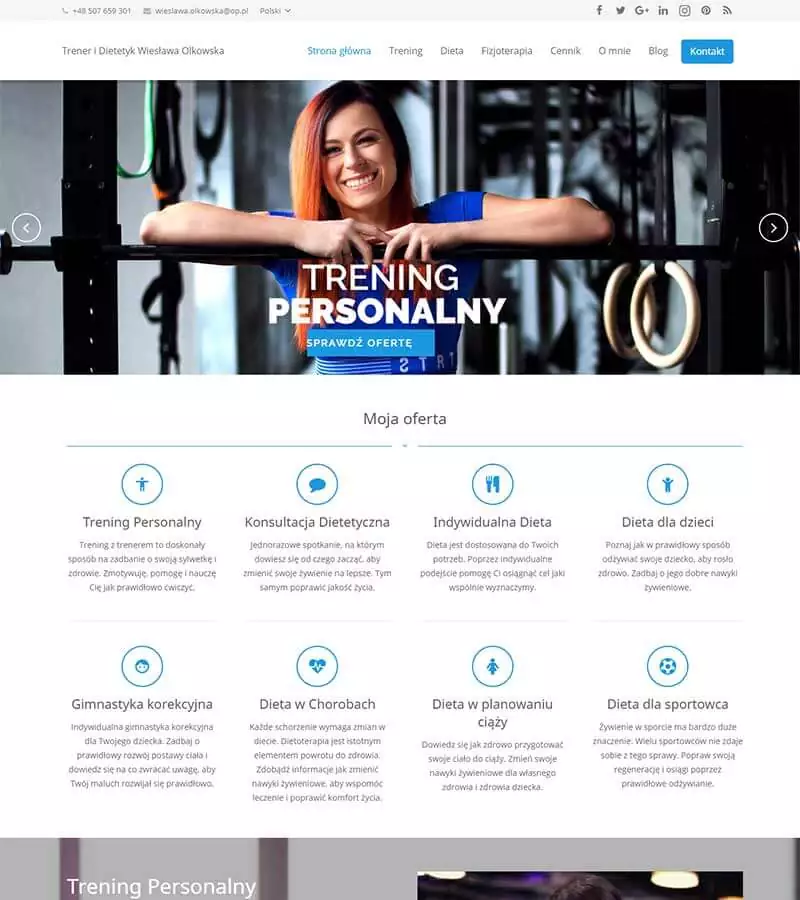 +48 507 659 301 wieslawa.olkowska@op.pl Polski
Trener i Dietetyk Wiesława Olkowska Strona główna Trening Dieta Fizjoterapia Cennik O mnie Blog Kontakt
TRENING
PERSONALNY
SPRAWDŹ OFERTĘ
STRT
Moja oferta
Trening Personalny
Trening z trenerem to doskonały
sposób na zadbanie o swoją sylwetkę i
zdrowie. Zmotywuję, pomogę i nauczę
Cię jak prawidłowo ćwiczyć.
Konsultacja Dietetyczna
Jednorazowe spotkanie, na którym
dowiesz się od czego zacząć, aby
zmienić swoje żywienie na lepsze. Tym
samym poprawić jakość życia.
Indywidualna Dieta
Dieta jest dostosowana do Twoich
potrzeb. Poprzez indywidualne
podejście pomogę Ci osiągnąć cel jaki
wspólnie wyznaczymy.
Dieta dla dzieci
Poznaj jak w prawidłowy sposób
odżywiać swoje dziecko, aby rosło
zdrowo. Zadbaj o jego dobre nawyki
żywieniowe.
Gimnastyka korekcyjna
Indywidualna gimnastyka korekcyjna
dla Twojego dziecka. Zadbaj o
prawidłowy rozwój postawy ciała i
dowiedz się na co zwracać uwagę, aby
Twój maluch rozwijał się prawidłowo.
Dieta w Chorobach
Każde schorzenie wymaga zmian w
diecie. Dietoterapia jest istotnym
elementem powrotu do zdrowia.
Zdobądź informacje jak zmienić
nawyki żywieniowe, aby wspomóc
leczenie i poprawić komfort życia.
Dieta w planowaniu
ciąży
Dowiedz się jak zdrowo przygotować
swoje ciało do ciąży. Zmień swoje
nawyki żywieniowe dla własnego
zdrowia i zdrowia dziecka.
Dieta dla sportowca
Żywienie w sporcie ma bardzo duże
znaczenie. Wielu sportowców nie zdaje
sobie z tego sprawy. Popraw swoją
regenerację i osiągi poprzez
prawidłowe odżywianie.
Trening Personalny